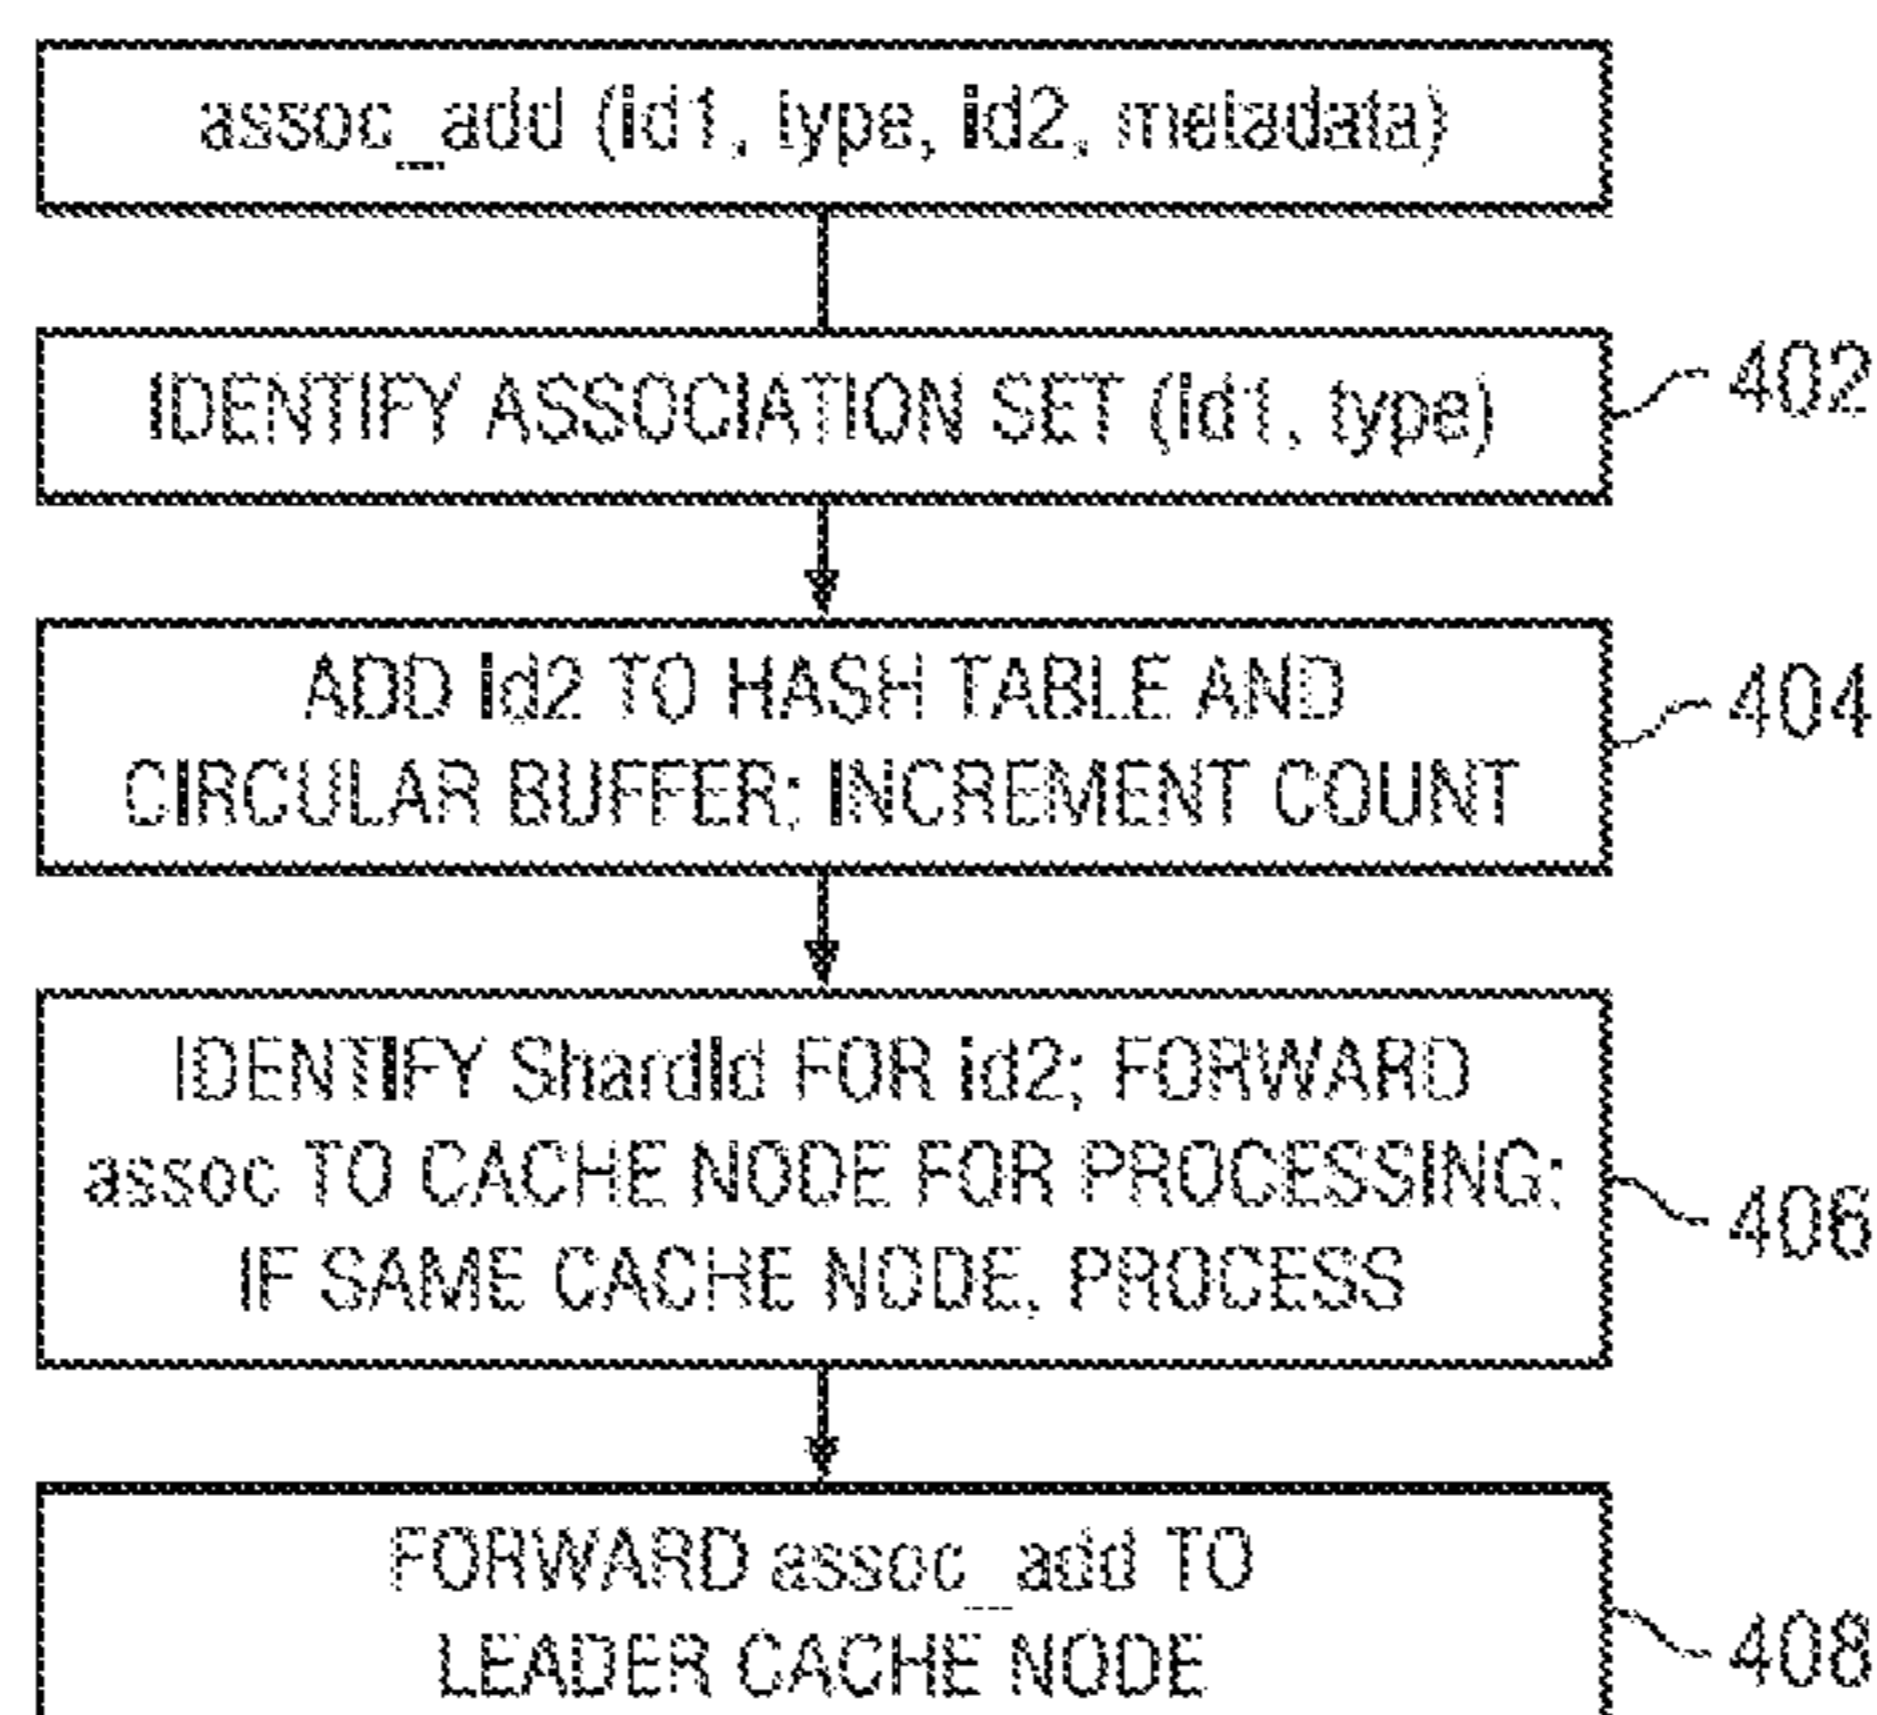 assoc_add (id1, type, id2, metadata)
IDENTIFY ASSOCIATION SET (id1, type)
402
ADD id2 TO HASH TABLE AND
CIRCULAR BUFFER; INCREMENT COUNT
404
IDENTIFY ShardId FOR id2; FORWARD
assoc TO CACHE NODE FOR PROCESSING;
IF SAME CACHE NODE, PROCESS
406
FORWARD assoc_add TO
LEADER CACHE NODE
408